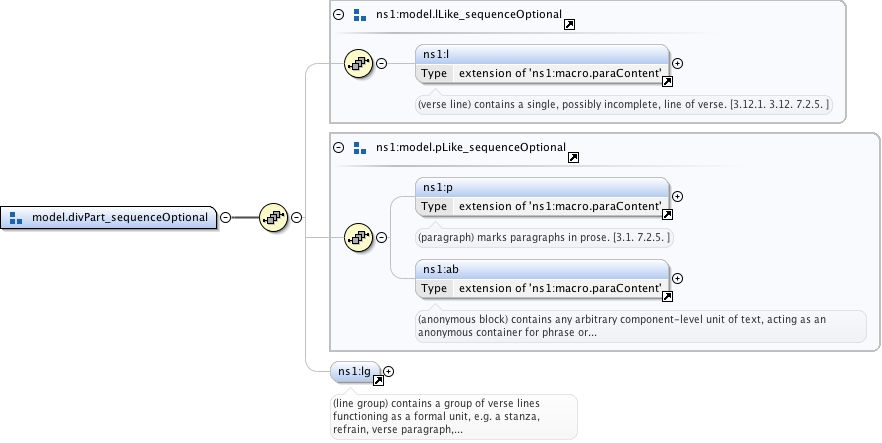 ns1:model.lLike_sequenceOptional
ns1:l
Type extension of 'ns1:macro.paraContent'
(verse line) contains a single, possibly incomplete, line of verse. [3.12.1. 3.12. 7.2.5. ]
ns1:model.pLike_sequenceOptional
ns1:p
Type extension of 'ns1:macro.paraContent'
(paragraph) marks paragraphs in prose. [3.1. 7.2.5. ]
model.divPart_sequenceOptional
ns1:ab
Type extension of 'ns1:macro.paraContent'
(anonymous block) contains any arbitrary component-level unit of text, acting as an
anonymous container for phrase or...
ns1:lg
(line group) contains a group of verse lines
functioning as a formal unit, e.g. a stanza,
refrain, verse paragraph,...